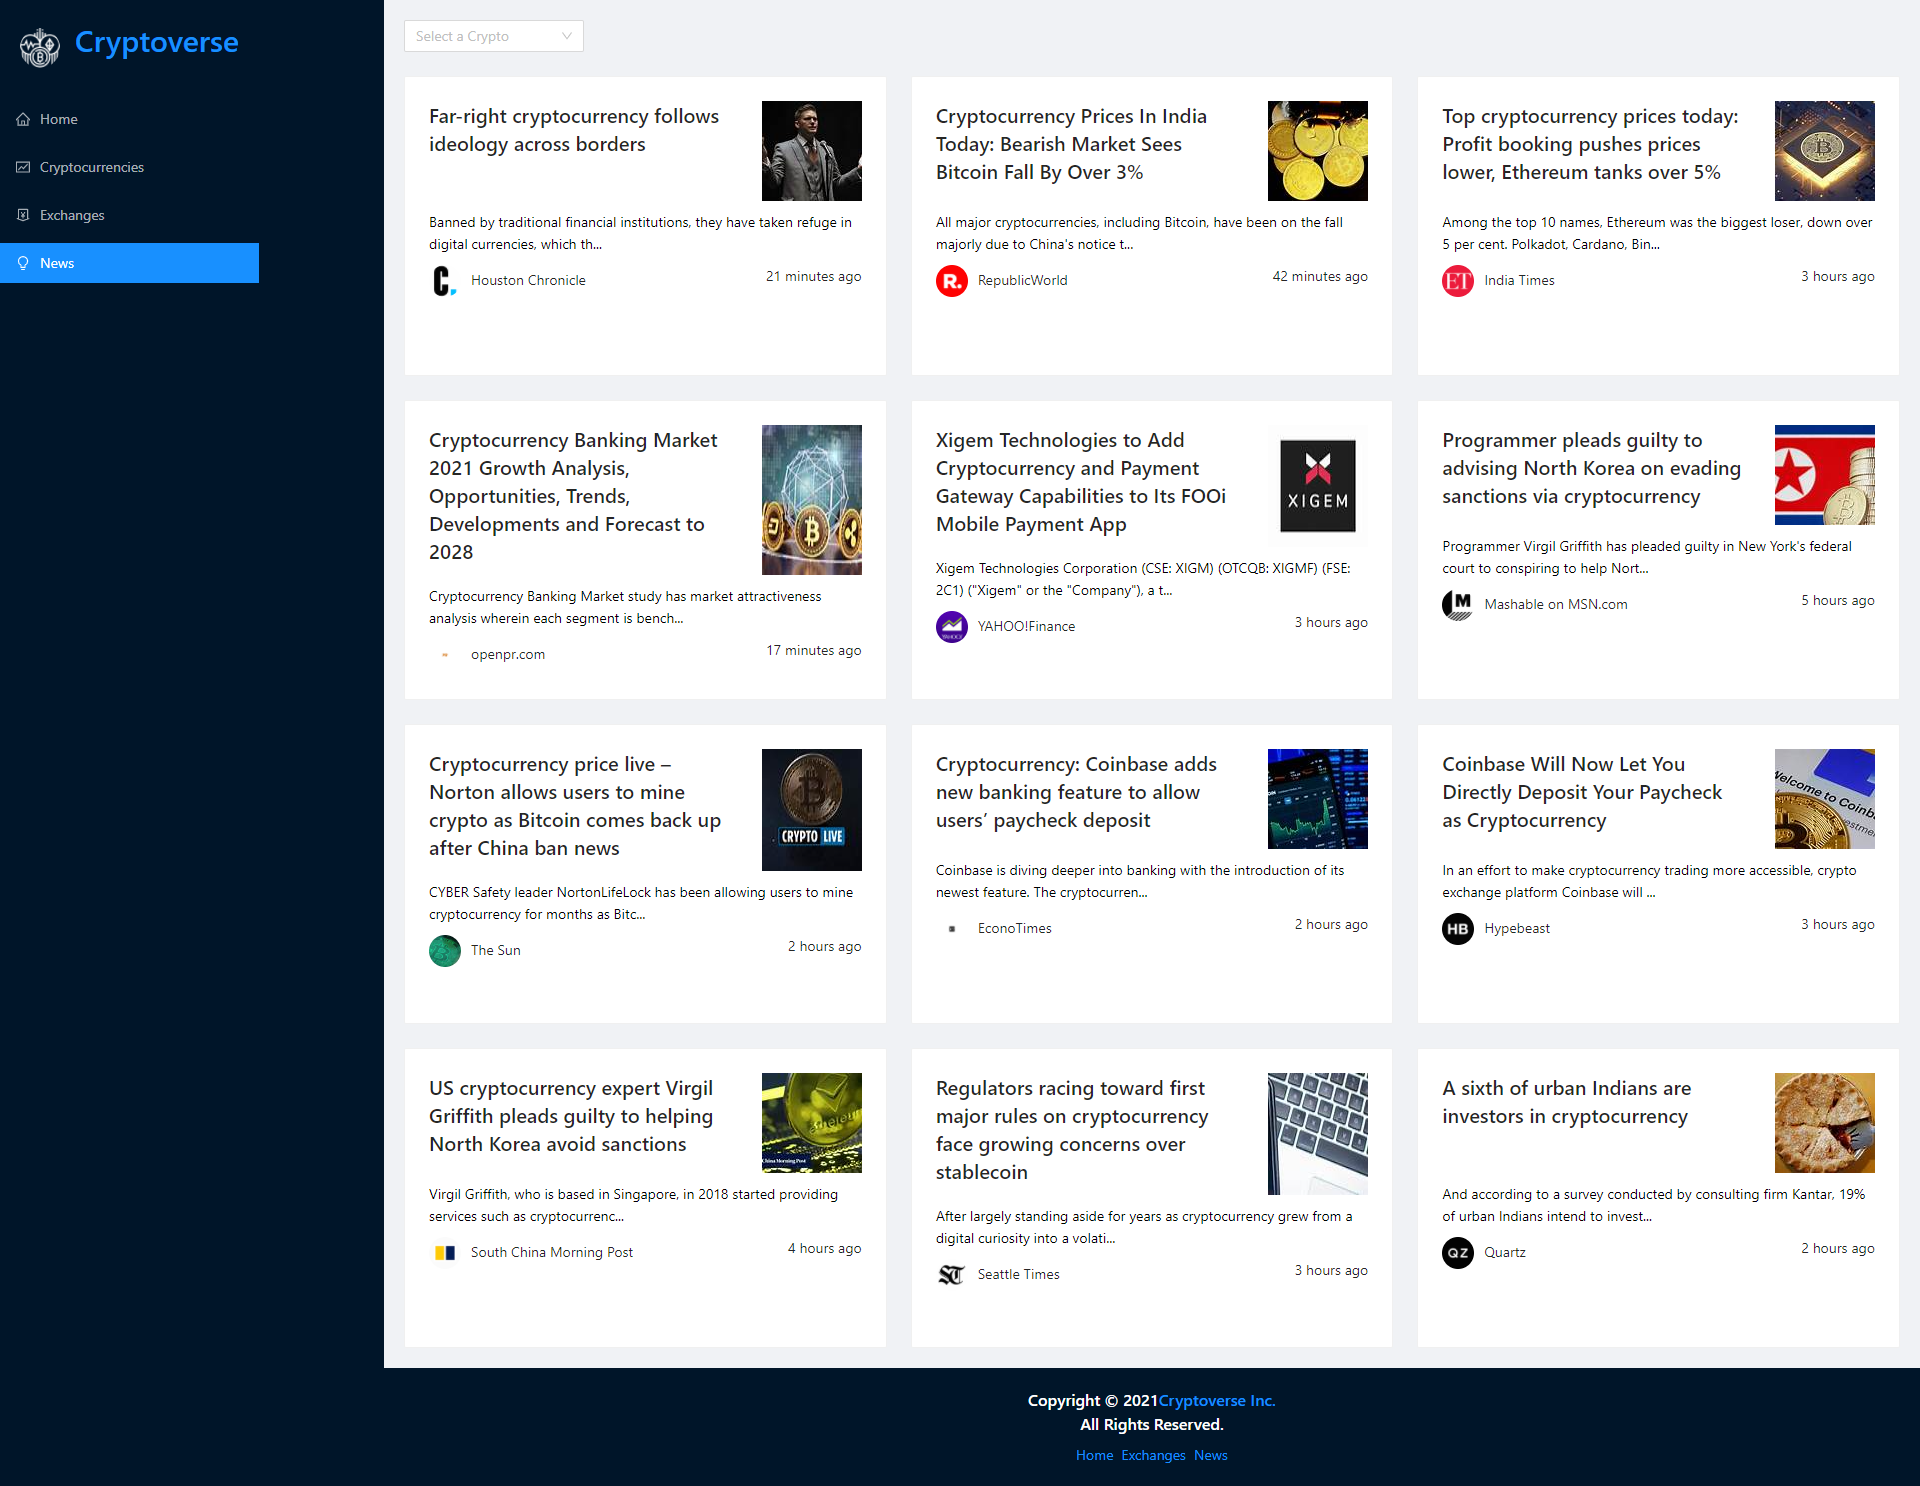 Cryptoverse
Home
Cryptocurrencies
Exchanges
News
Select a Crypto
Far-right cryptocurrency follows
ideology across borders
Banned by traditional financial institutions, they have taken refuge in
digital currencies, which th...
Houston Chronicle
21 minutes ago
Cryptocurrency Prices In India
Today: Bearish Market Sees
Bitcoin Fall By Over 3%
All major cryptocurrencies, including Bitcoin, have been on the fall
majorly due to China's notice t...
R.
RepublicWorld
42 minutes ago
Top cryptocurrency prices today:
Profit booking pushes prices
lower, Ethereum tanks over 5%
Among the top 10 names, Ethereum was the biggest loser, down over
5 per cent. Polkadot, Cardano, Bin...
ET
India Times
3 hours ago
Cryptocurrency Banking Market
2021 Growth Analysis,
Opportunities, Trends,
Developments and Forecast to
2028
Cryptocurrency Banking Market study has market attractiveness
analysis wherein each segment is bench...
openpr.com
17 minutes ago
Xigem Technologies to Add
Cryptocurrency and Payment
Gateway Capabilities to Its FOOi
Mobile Payment App
XIGEM
Xigem Technologies Corporation (CSE: XIGM) (OTCQB: XIGMF) (FSE:
2C1) ("Xigem" or the "Company"), a t...
YAHOO!Finance
3 hours ago
Programmer pleads guilty to
advising North Korea on evading
sanctions via cryptocurrency
Programmer Virgil Griffith has pleaded guilty in New York's federal
court to conspiring to help Nort...
M
Mashable on MSN.com
5 hours ago
Cryptocurrency price live –
Norton allows users to mine
crypto as Bitcoin comes back up
after China ban news
CRYPTO LIVE
CYBER Safety leader NortonLifeLock has been allowing users to mine
cryptocurrency for months as Bitc...
The Sun
2 hours ago
Cryptocurrency: Coinbase adds
new banking feature to allow
users’ paycheck deposit
Coinbase is diving deeper into banking with the introduction of its
newest feature. The cryptocurren...
EconoTimes
2 hours ago
Coinbase Will Now Let You
Directly Deposit Your Paycheck
as Cryptocurrency
In an effort to make cryptocurrency trading more accessible, crypto
exchange platform Coinbase will ...
HB
Hypebeast
3 hours ago
US cryptocurrency expert Virgil
Griffith pleads guilty to helping
North Korea avoid sanctions
Virgil Griffith, who is based in Singapore, in 2018 started providing
services such as cryptocurrenc...
South China Morning Post
4 hours ago
Regulators racing toward first
major rules on cryptocurrency
face growing concerns over
stablecoin
After largely standing aside for years as cryptocurrency grew from a
digital curiosity into a volati...
ST
Seattle Times
3 hours ago
A sixth of urban Indians are
investors in cryptocurrency
And according to a survey conducted by consulting firm Kantar, 19%
of urban Indians intend to invest...
QZ
Quartz
2 hours ago
Copyright © 2021Cryptoverse Inc.
All Rights Reserved.
Home Exchanges News